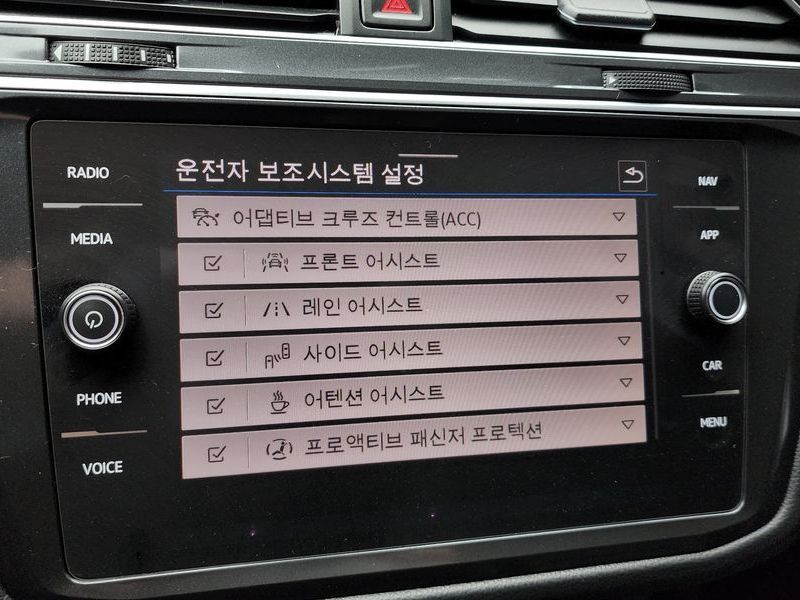 RADIO
MEDIA
PHONE
VOICE
운전자 보조시스템 설정
어댑티브 크루즈 컨트롤(ACC)
프론트 어시스트
레인 어시스트
사이드 어시스트
어텐션 어시스트
프로액티브 패신저 프로텍션
NAV
APP
CAR
MENU